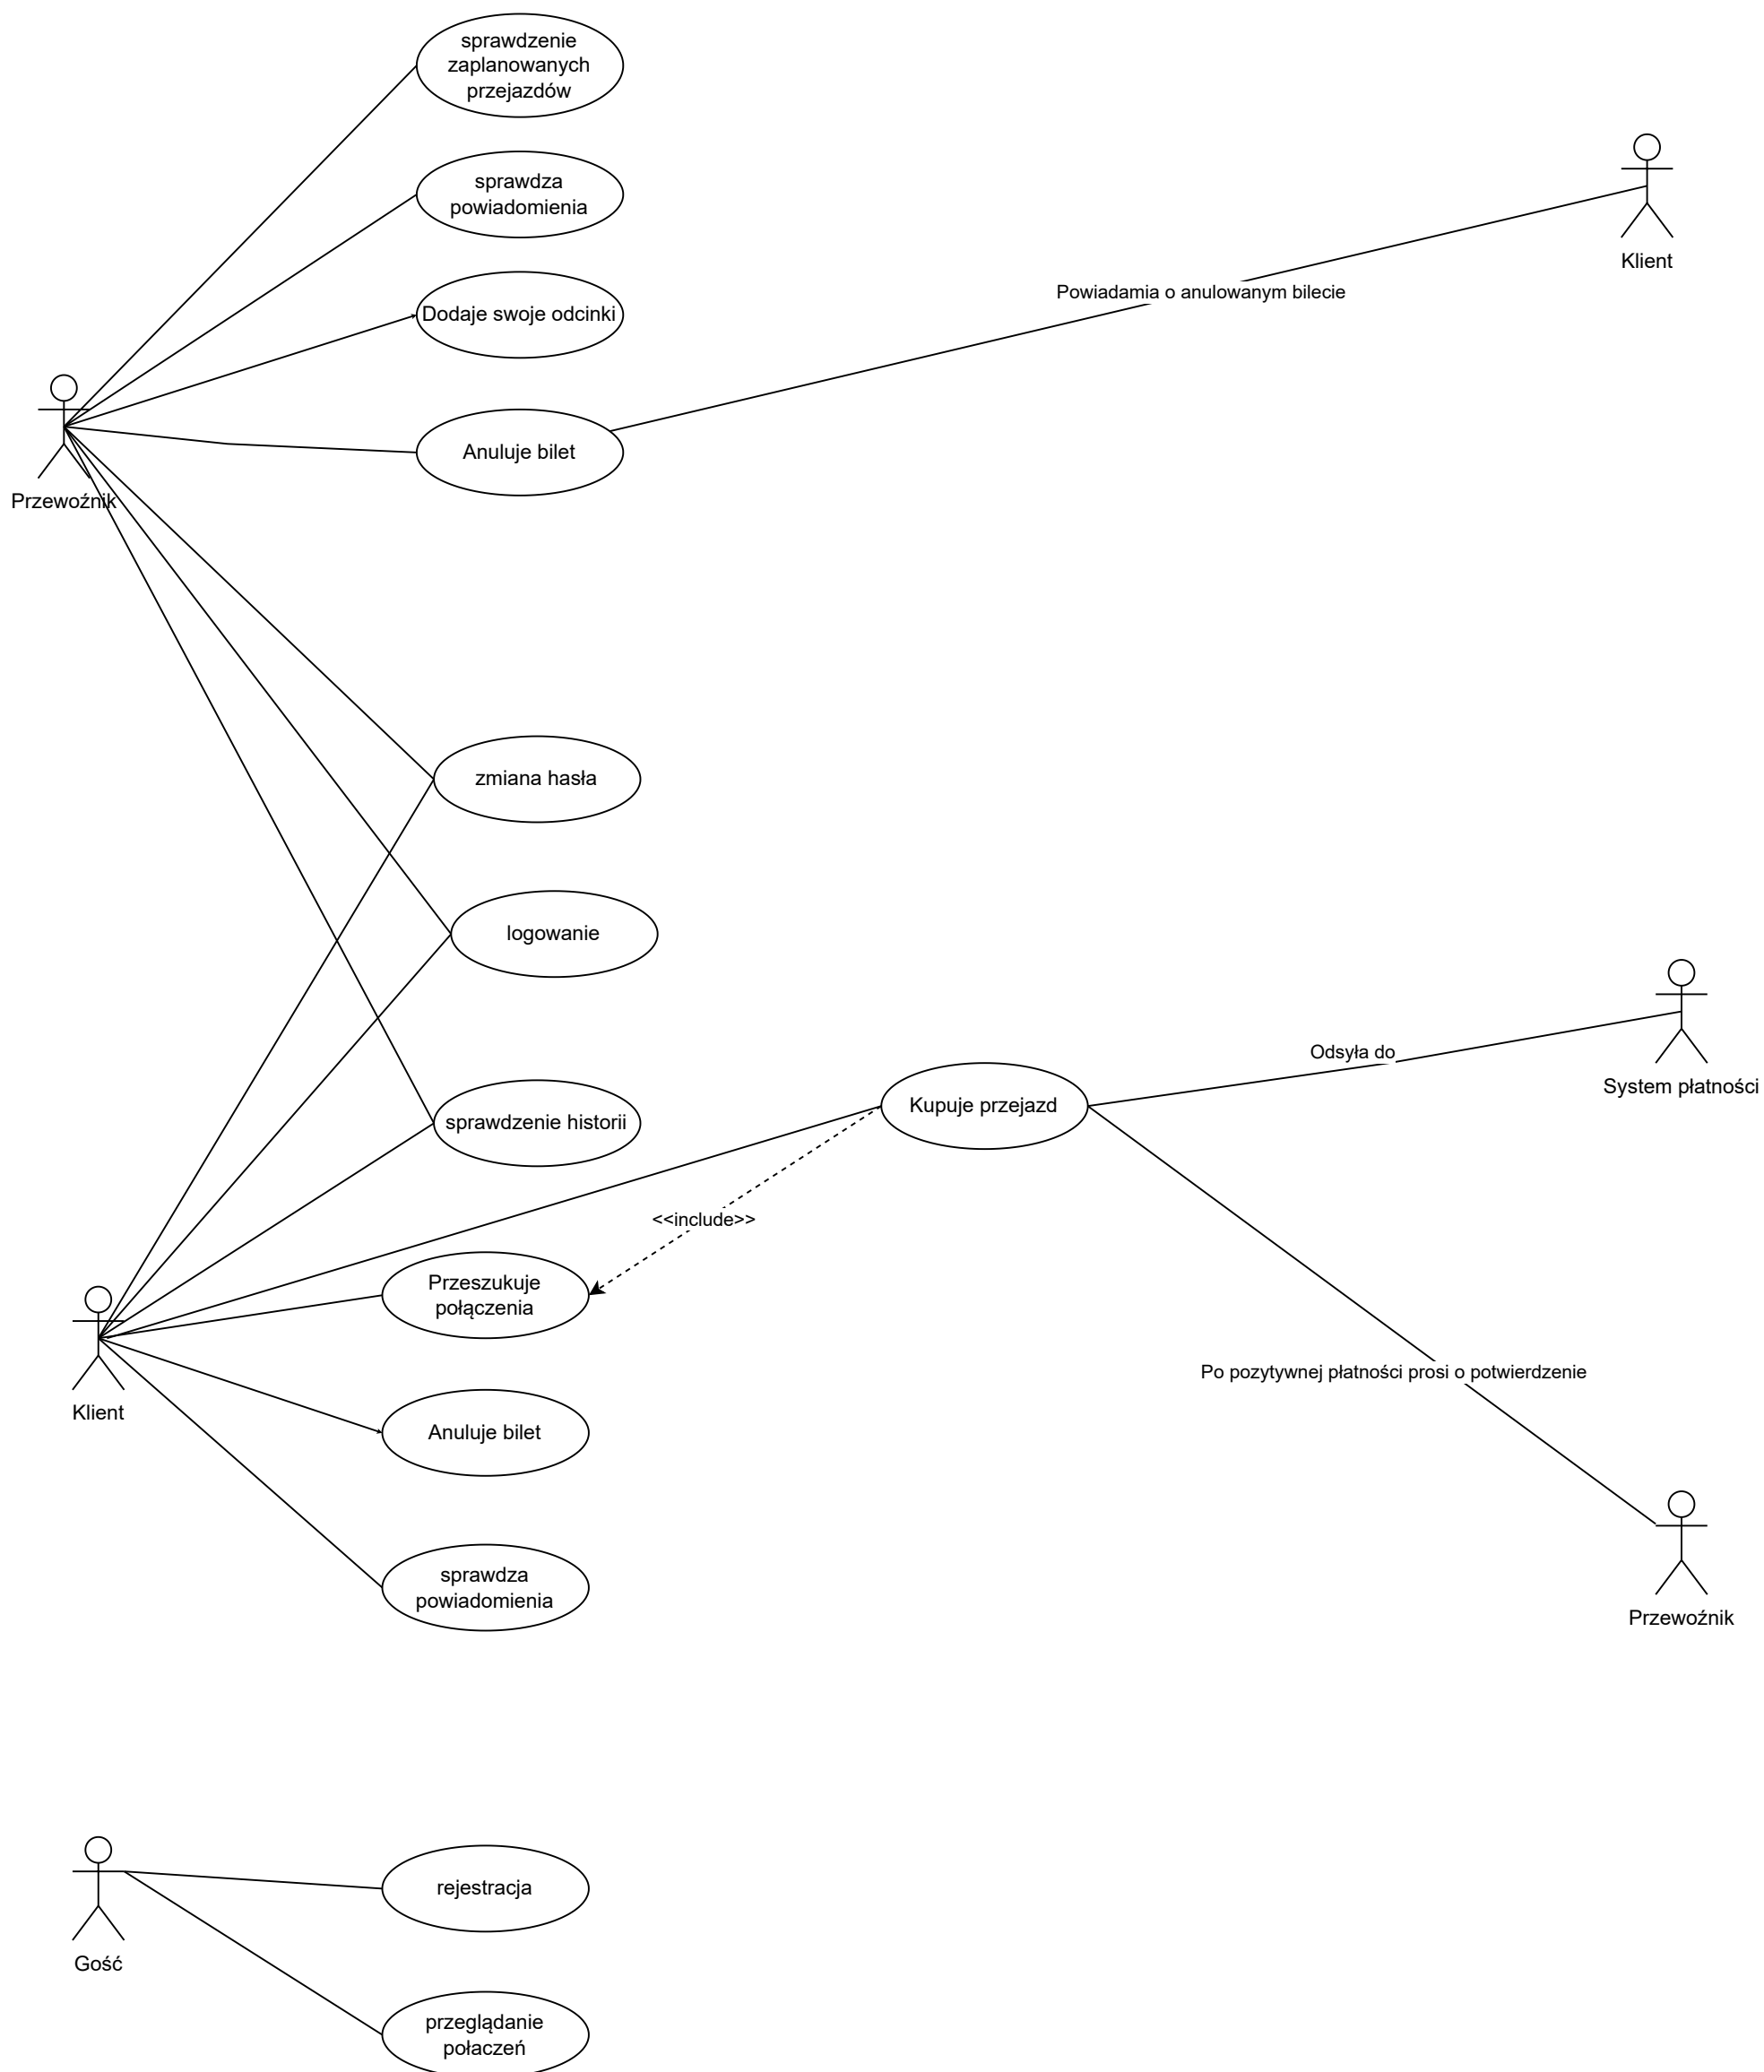 sprawdzenie
zaplanowanych
przejazdów
sprawdza
powiadomienia
Klient
Powiadamia o anulowanym bilecie
Dodaje swoje odcinki
Anuluje bilet
Przewoźnik
zmiana hasła
logowanie
Odsyła do
System płatności
Kupuje przejazd
sprawdzenie historii
<<include>>
Przeszukuje
połączenia
Po pozytywnej płatności prosi o potwierdzenie
Klient
Anuluje bilet
sprawdza
powiadomienia
Przewoźnik
rejestracja
Gość
przeglądanie
połaczeń